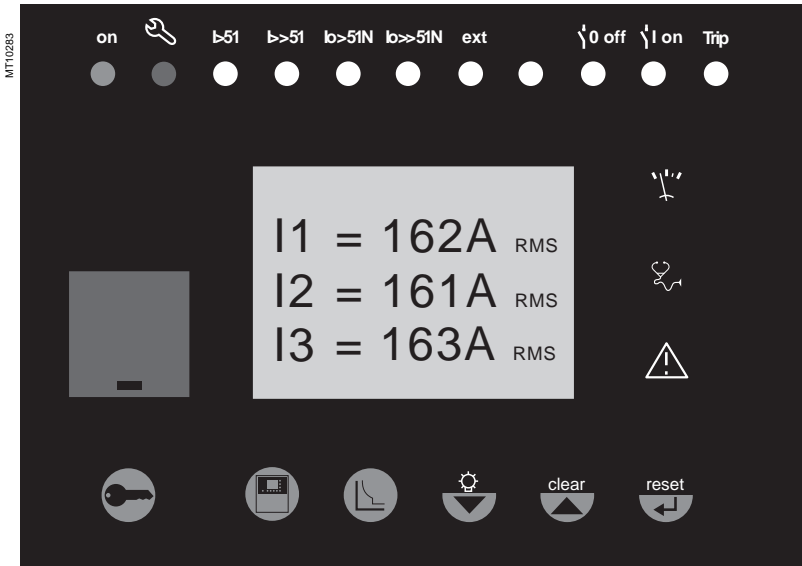 MT10283
on I>51 I>>51 Io>51N Io>>51N ext 0 off I on Trip
I1 = 162A RMS
I2 = 161A RMS
I3 = 163A RMS
clear reset